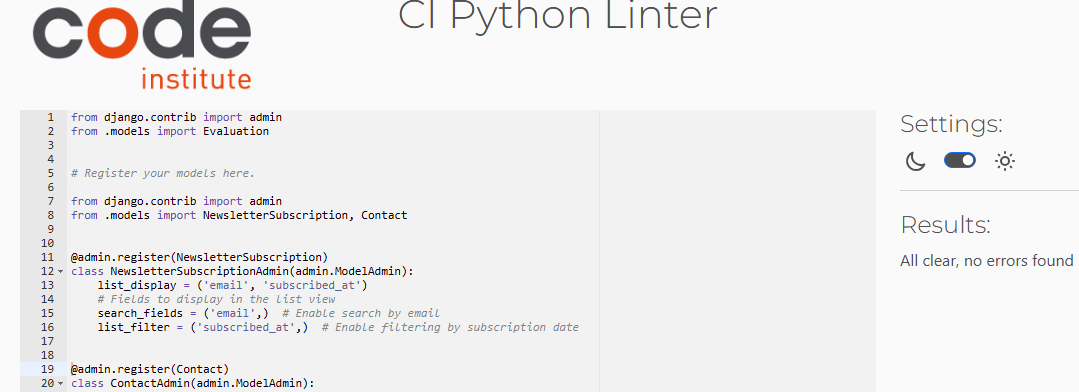 code
institute
CI Python Linter
1 from django.contrib import admin
2 from .models import Evaluation
3
4
5 # Register your models here.
6
7 from django.contrib import admin
8 from .models import NewsletterSubscription, Contact
9
10
11 @admin.register(NewsletterSubscription)
12 class NewsletterSubscriptionAdmin(admin.ModelAdmin):
13     list_display = ('email', 'subscribed_at')
14     # Fields to display in the list view
15     search_fields = ('email',)  # Enable search by email
16     list_filter = ('subscribed_at',)  # Enable filtering by subscription date
17
18
19 @admin.register(Contact)
20 class ContactAdmin(admin.ModelAdmin):
Settings:
Results:
All clear, no errors found